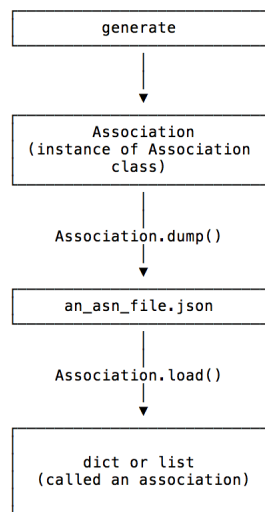 generate
Association
(instance of Association
class)
Association.dump()
an_asn_file.json
Association.load()
dict or list
(called an association)